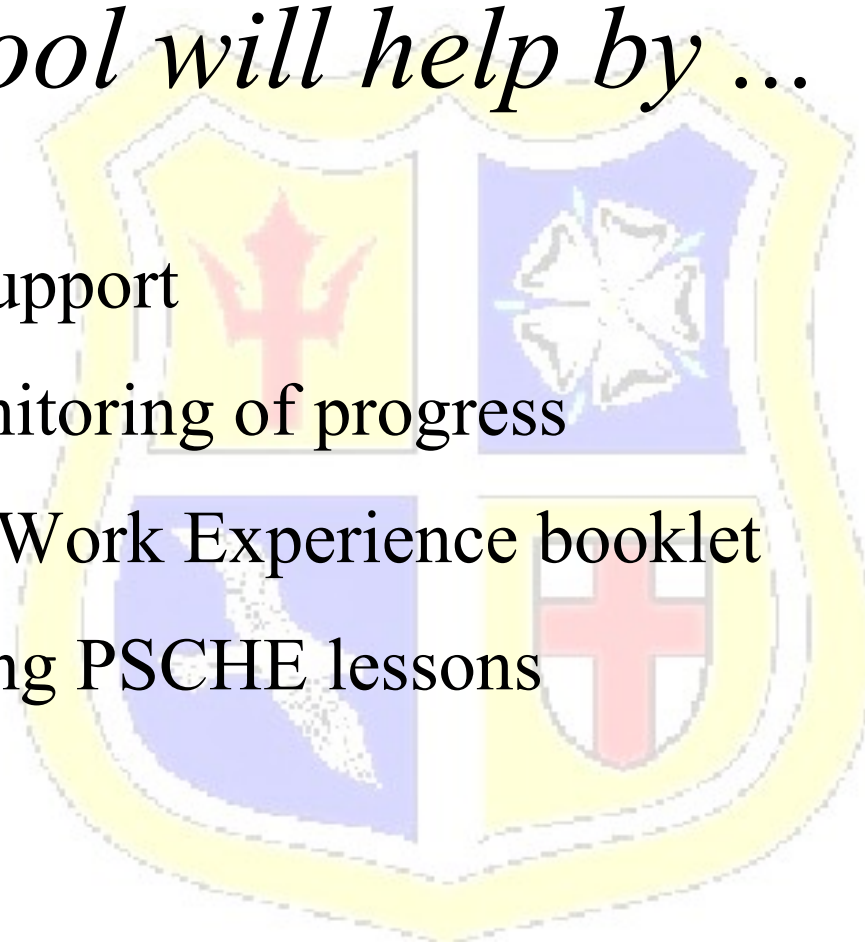 ool will help by ...
upport
nitoring of progress
Work Experience booklet
ng PSCHE lessons